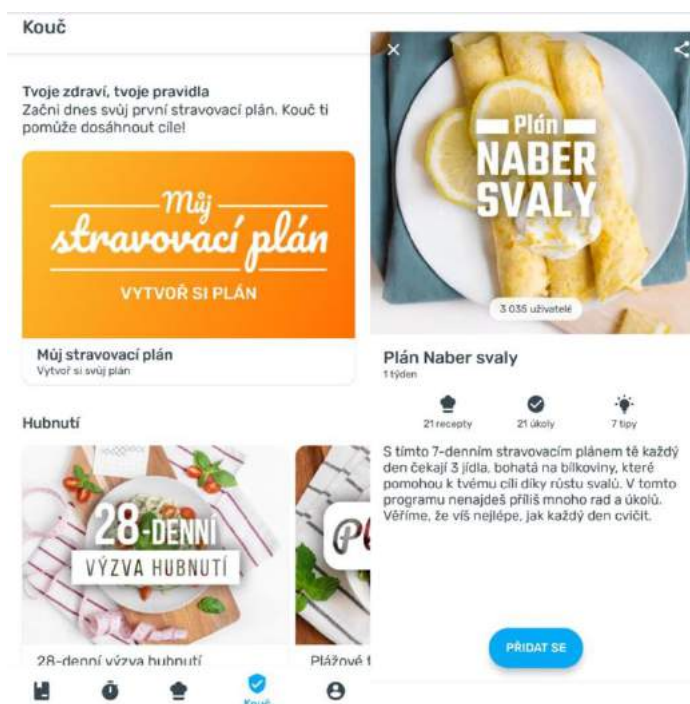 Kouč
Tvoje zdraví, tvoje pravidla
Začni dnes svůj první stravovací plán. Kouč ti
pomůže dosáhnout cíle!
Můj
stravovací plán
VYTVOŘ SI PLÁN
Můj stravovací plán
Vytvoř si svůj plán
Hubnutí
28-DENNÍ
VÝZVA HUBNUTÍ
28-denní výzva hubnutí
Plážové
Kouč
Plán
NABER
SVALY
3 035 uživatelé
Plán Naber svaly
1 týden
21 recepty
21 úkoly
7 tipy
S tímto 7-denním stravovacím plánem tě každý
den čekají 3 jídla, bohatá na bílkoviny, které
pomohou k tvému cíli díky růstu svalů. V tomto
programu nenajdeš příliš mnoho rad a úkolů.
Věříme, že víš nejlépe, jak každý den cvičit.
PŘIDAT SE